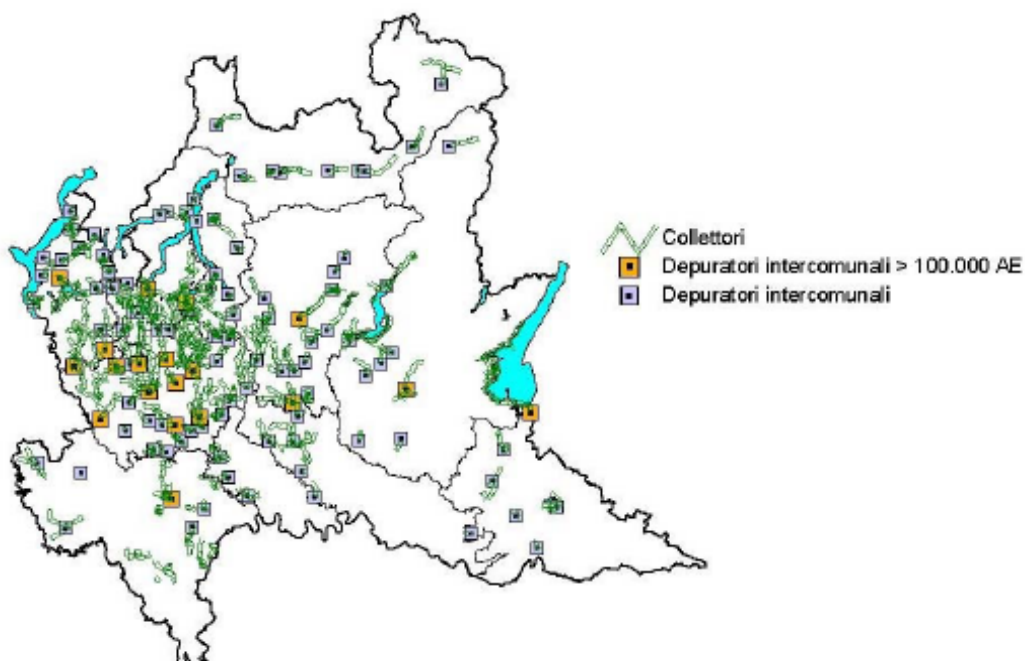 Collettori
Depuratori intercomunali > 100.000 AE
Depuratori intercomunali